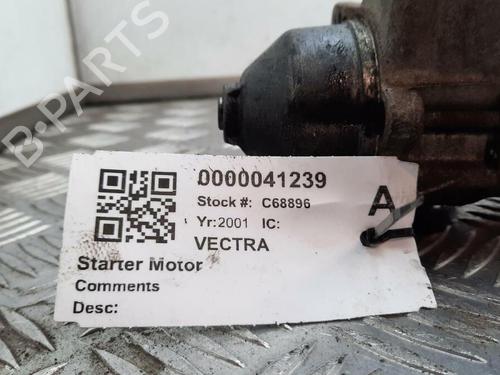 B-PARTS
0000041239
Stock #: C68896
A
Yr:2001 IC:
VECTRA
Starter Motor
Comments
Desc: